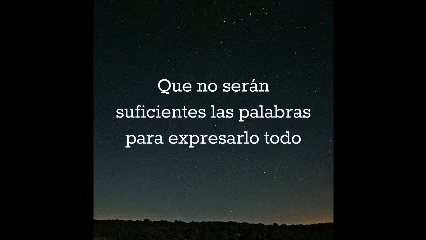 Que no serán
suficientes las palabras
para expresarlo todo